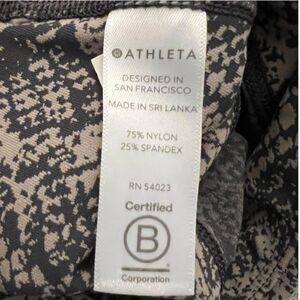 ATHLETA
DESIGNED IN
SAN FRANCISCO
MADE IN SRI LANKA
75% NYLON
25% SPANDEX
RN 54023
Certified
B
Corporation